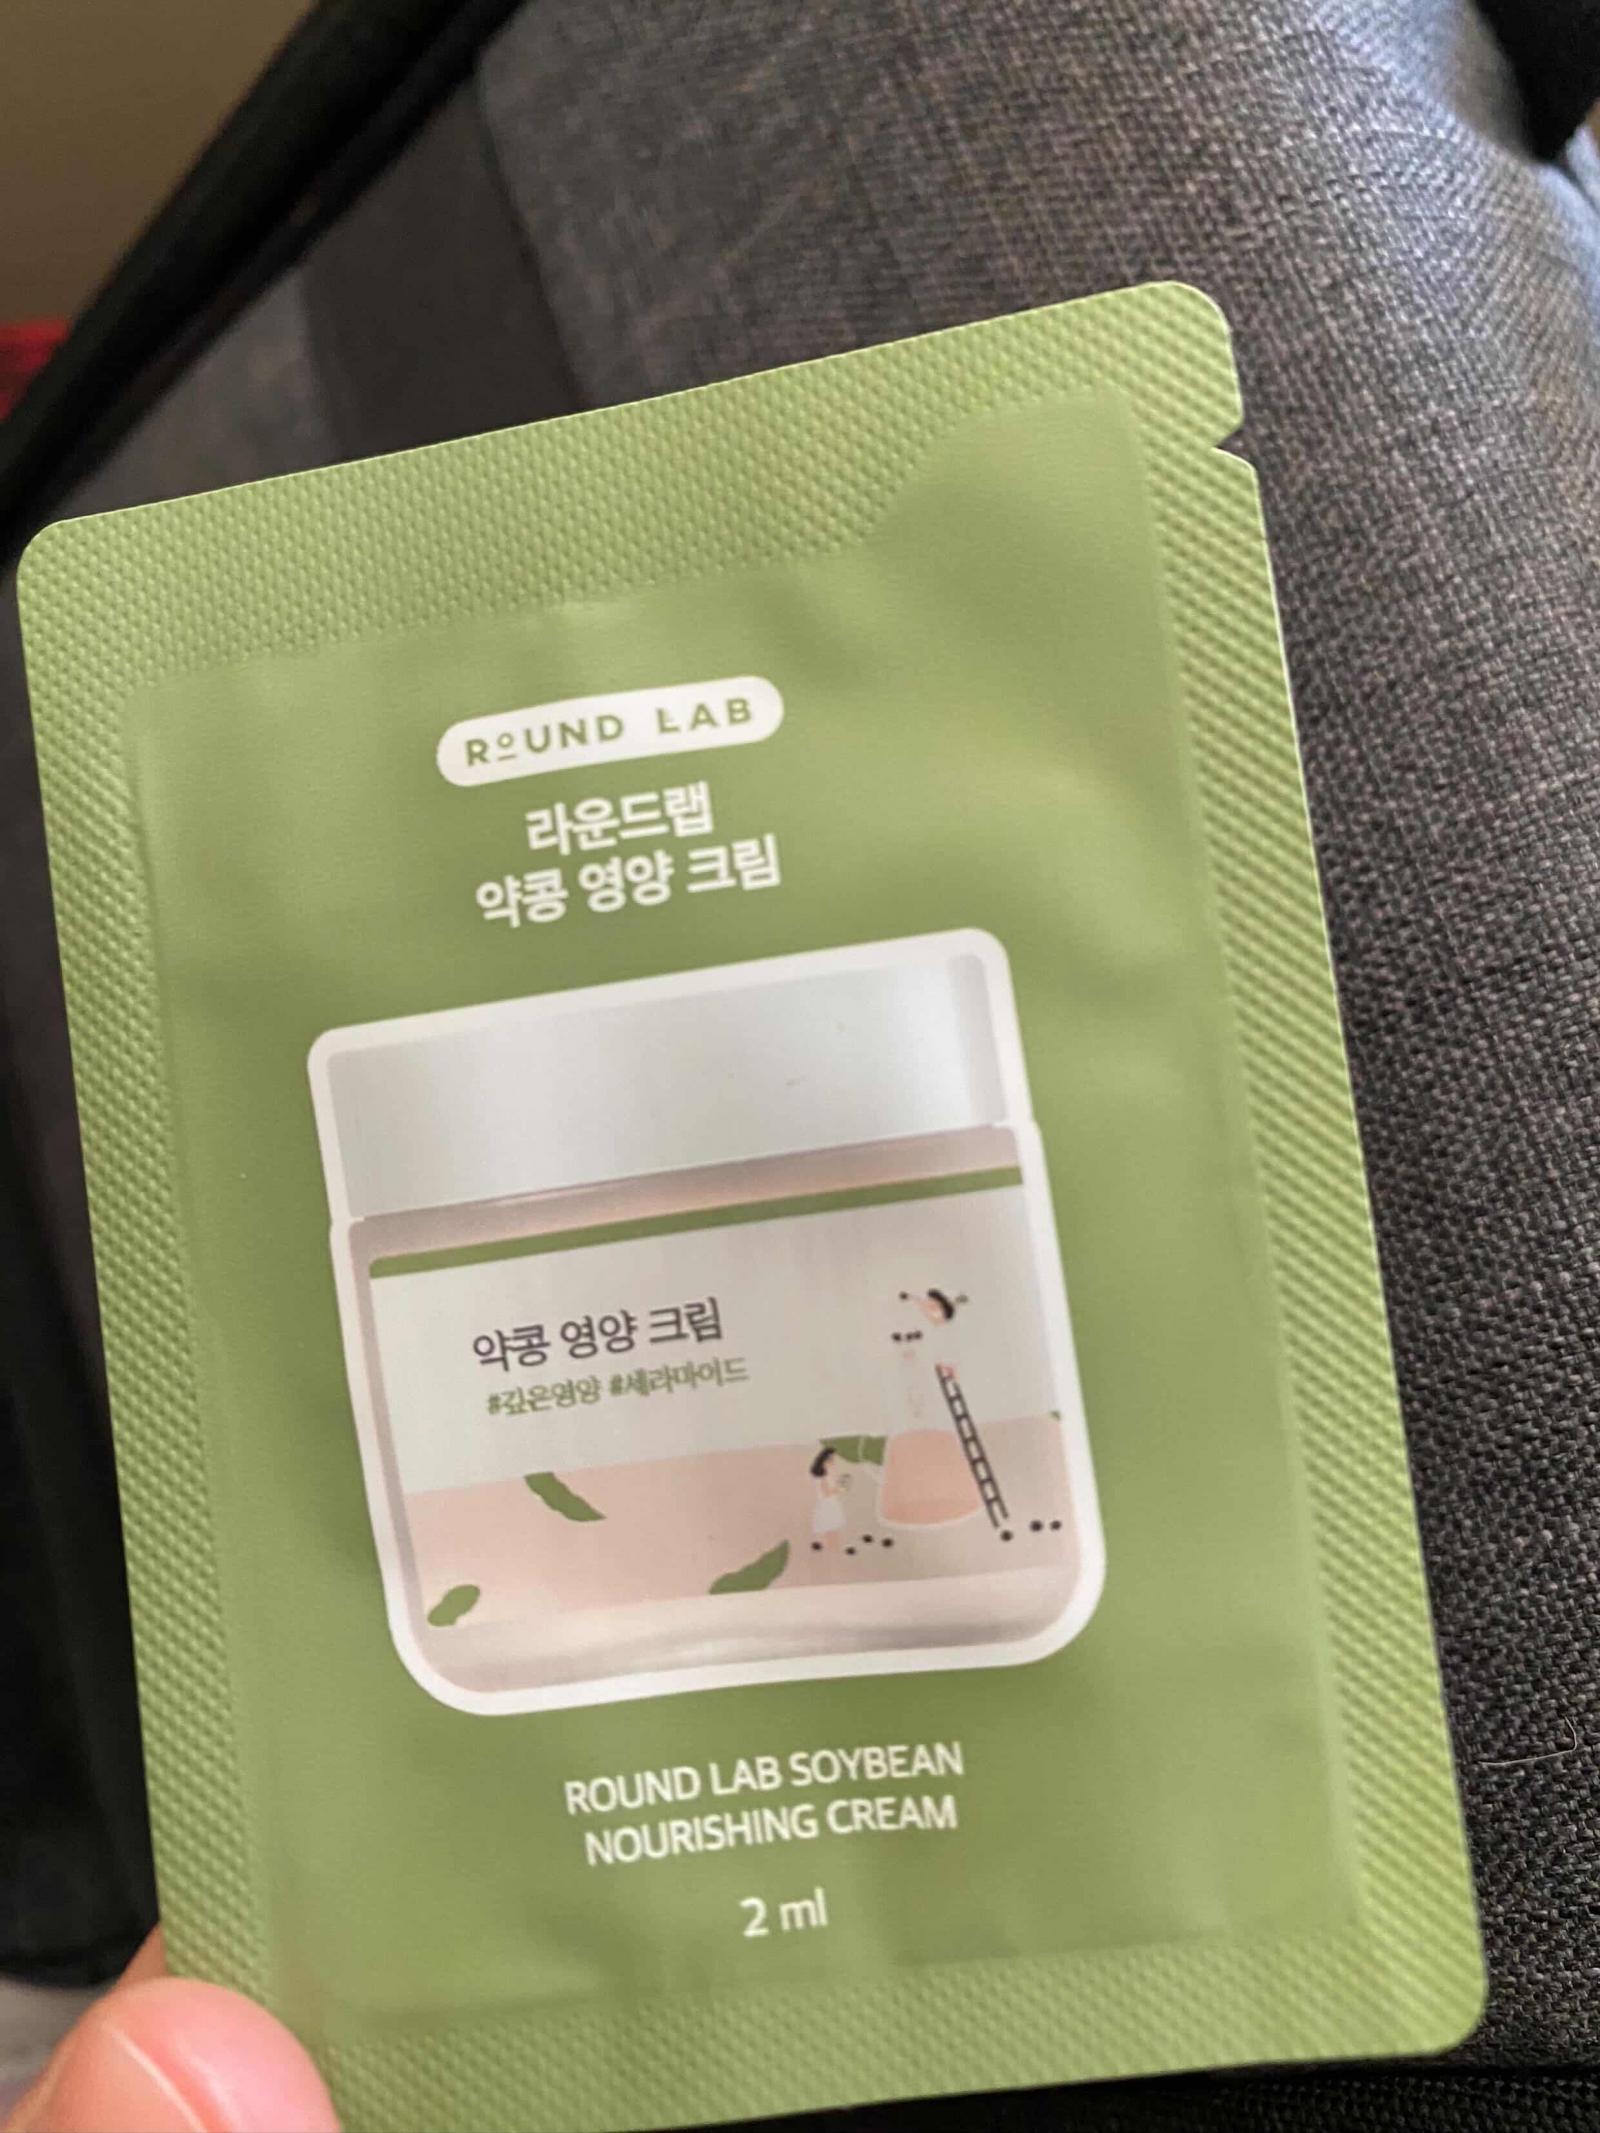 ROUND LAB
라운드랩
약콩 영양 크림
약콩 영양 크림
#깊은영양 #세라마이드
ROUND LAB SOYBEAN
NOURISHING CREAM
2 ml